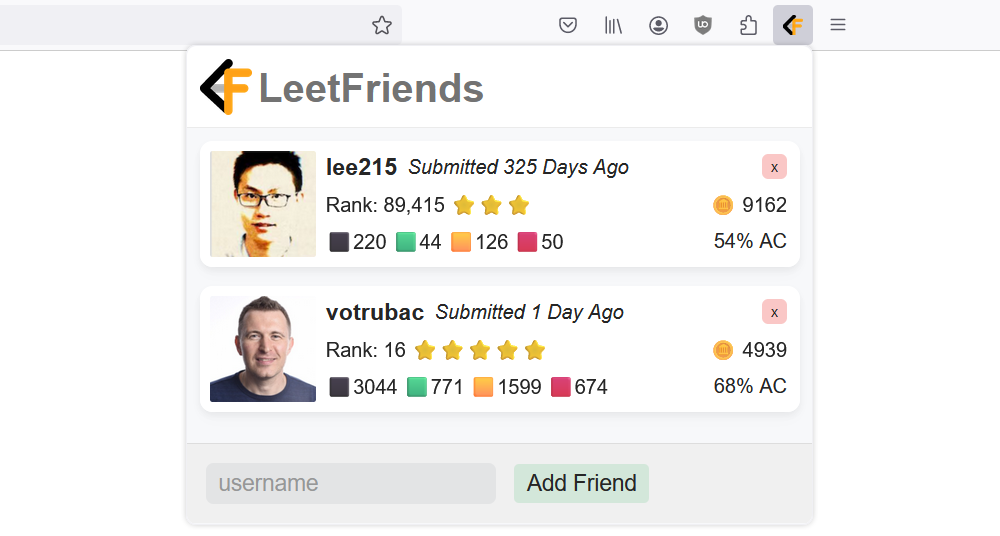 LeetFriends
lee215 Submitted 325 Days Ago x
Rank: 89,415 9162
220 44 126 50 54% AC
votrubac Submitted 1 Day Ago x
Rank: 16 4939
3044 771 1599 674 68% AC
username Add Friend